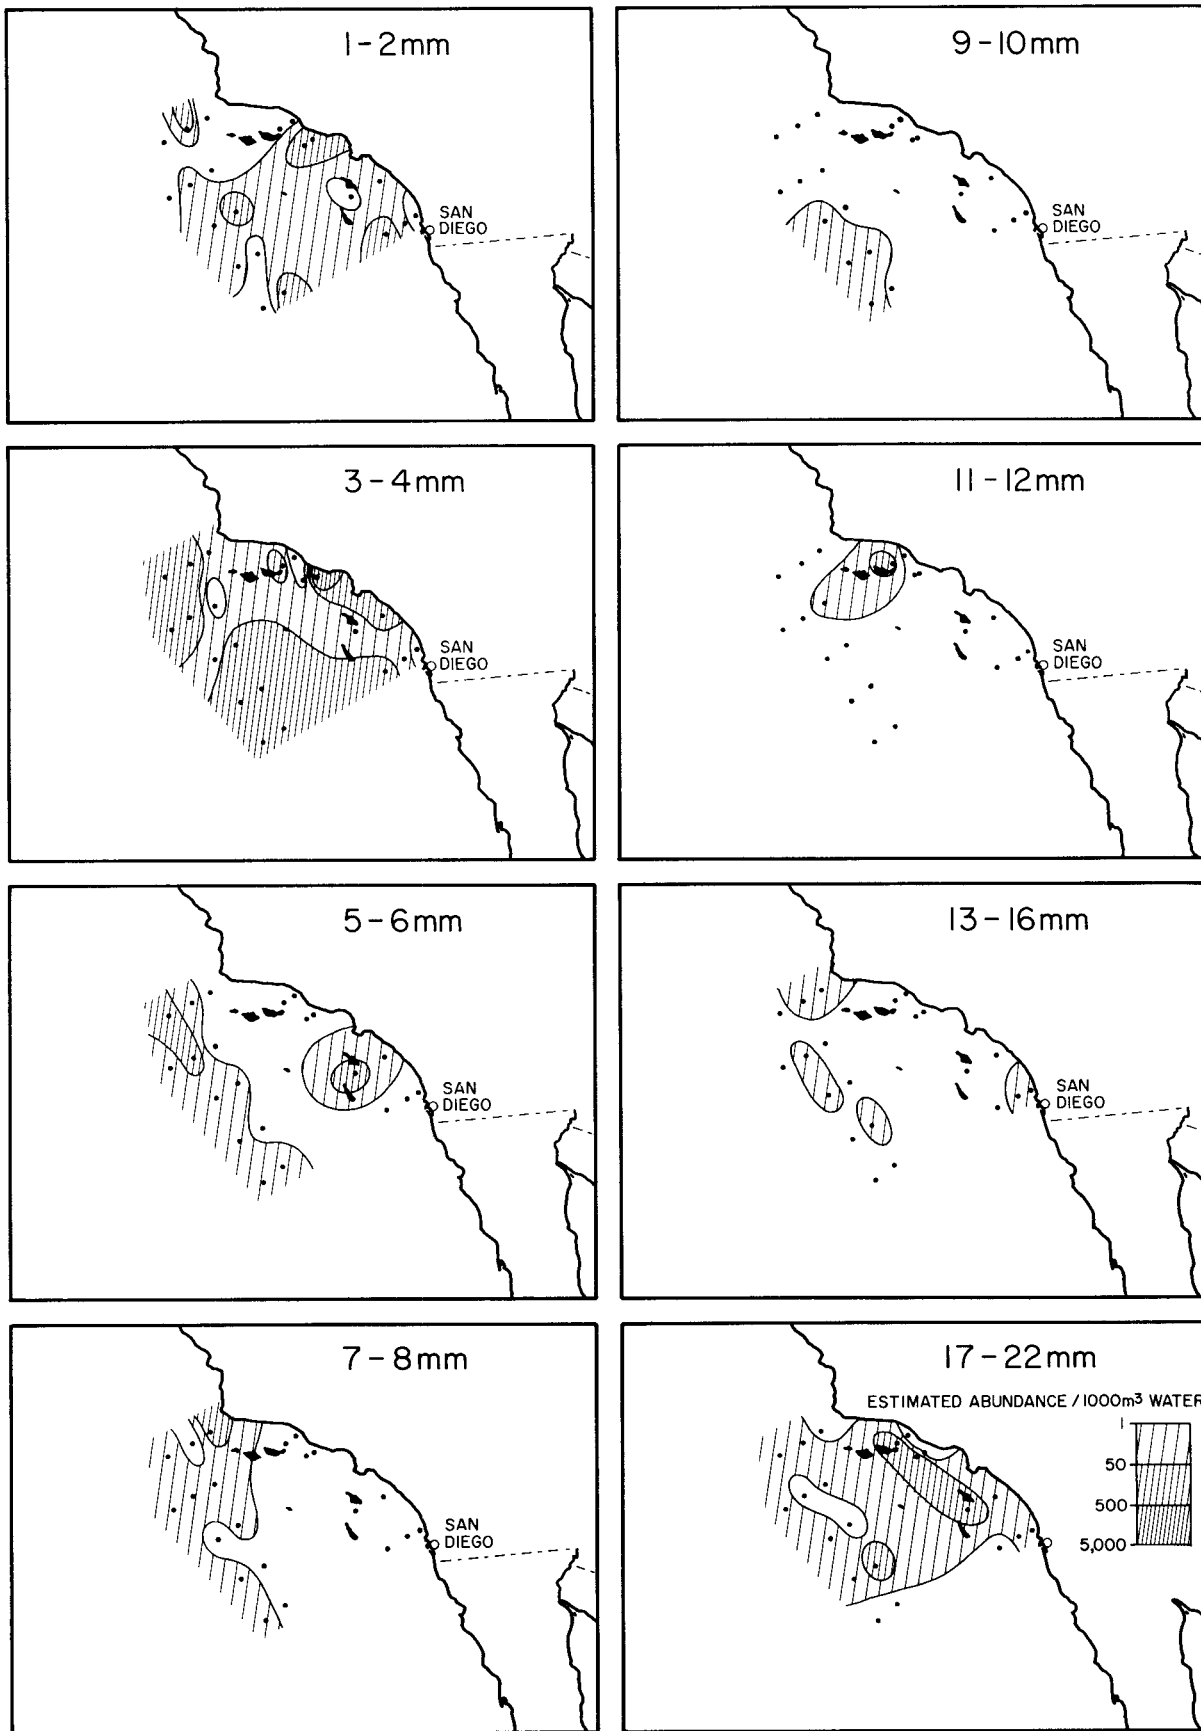 1-2mm
SAN
DIEGO
9-10mm
SAN
DIEGO
3-4mm
SAN
DIEGO
11-12mm
SAN
DIEGO
5-6mm
SAN
DIEGO
13-16mm
SAN
DIEGO
7-8mm
SAN
DIEGO
17-22mm
ESTIMATED ABUNDANCE / 1000m³ WATER
1
50
500
5,000